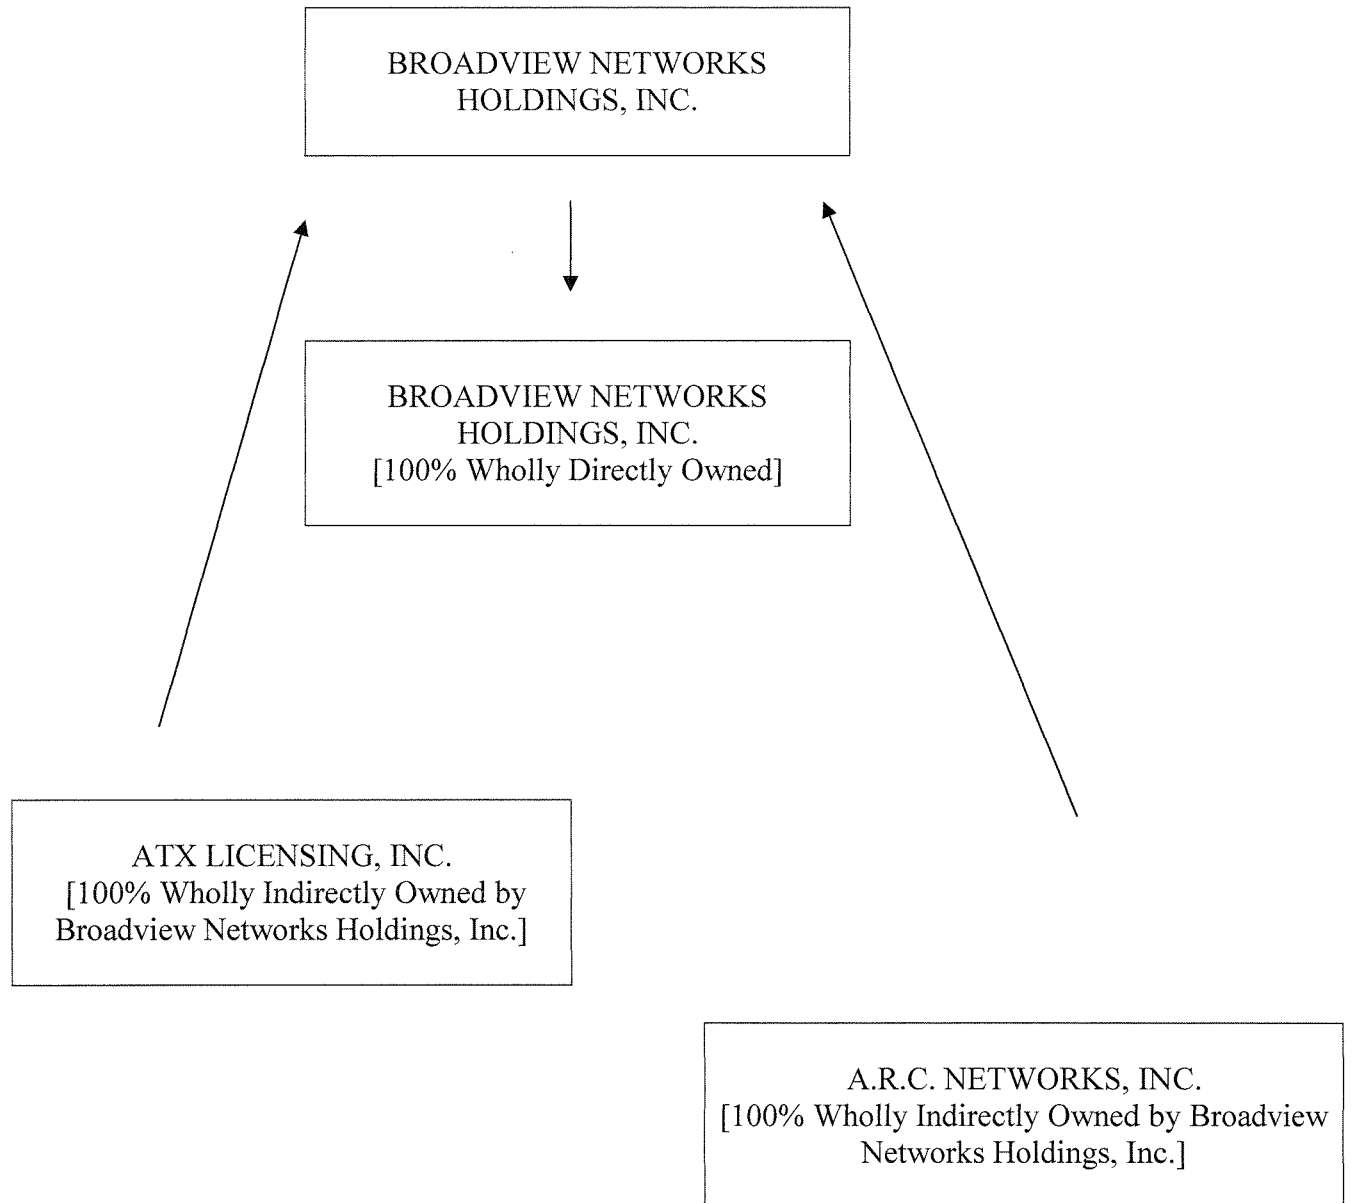 BROADVIEW NETWORKS
HOLDINGS, INC.
BROADVIEW NETWORKS
HOLDINGS, INC.
[100% Wholly Directly Owned]
ATX LICENSING, INC.
[100% Wholly Indirectly Owned by
Broadview Networks Holdings, Inc.]
A.R.C. NETWORKS, INC.
[100% Wholly Indirectly Owned by Broadview
Networks Holdings, Inc.]